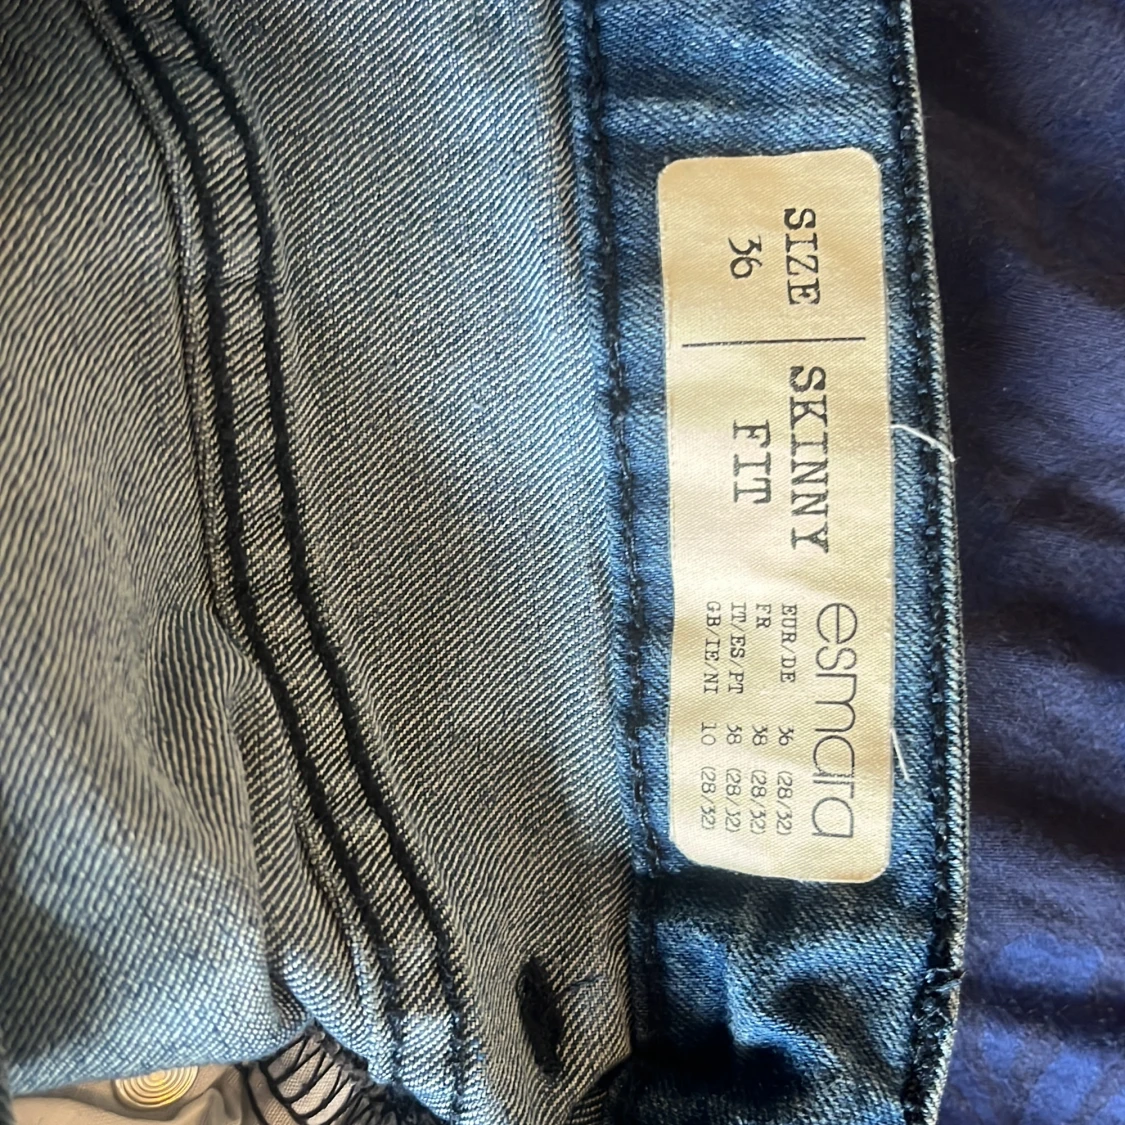 SIZE
36
SKINNY
FIT
esmara
EUR/DE 36 (28/32)
FR 38 (28/32)
IT/ES/PT 38 (28/32)
GB/IE/NI 10 (28/32)